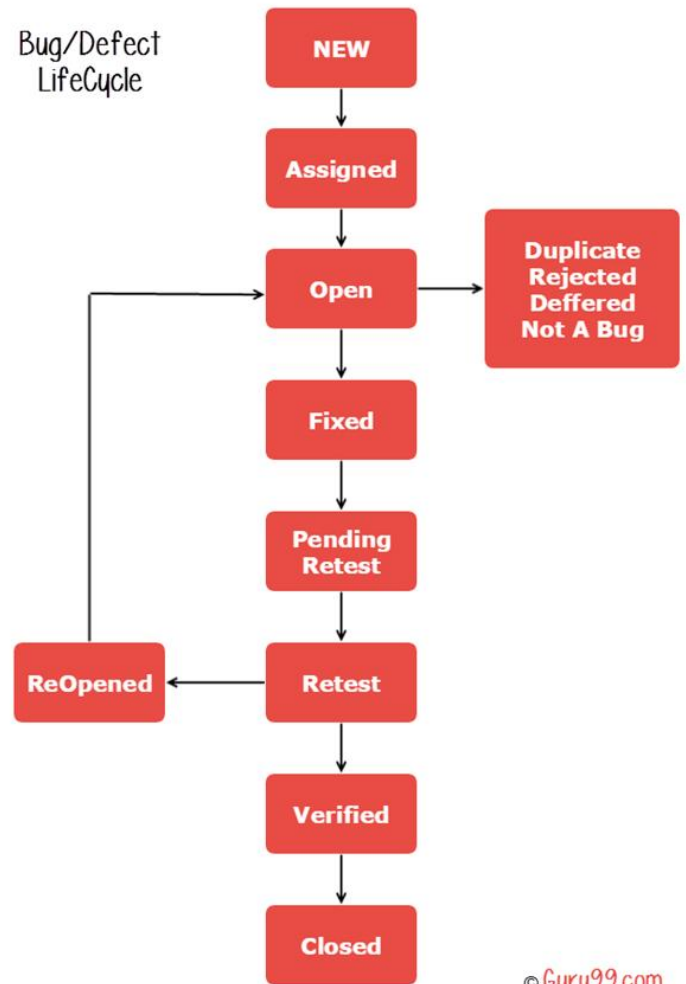 Bug/Defect
LifeCycle
NEW
Assigned
Open
Duplicate
Rejected
Deffered
Not A Bug
Fixed
Pending
Retest
ReOpened
Retest
Verified
Closed
© Guru99.com